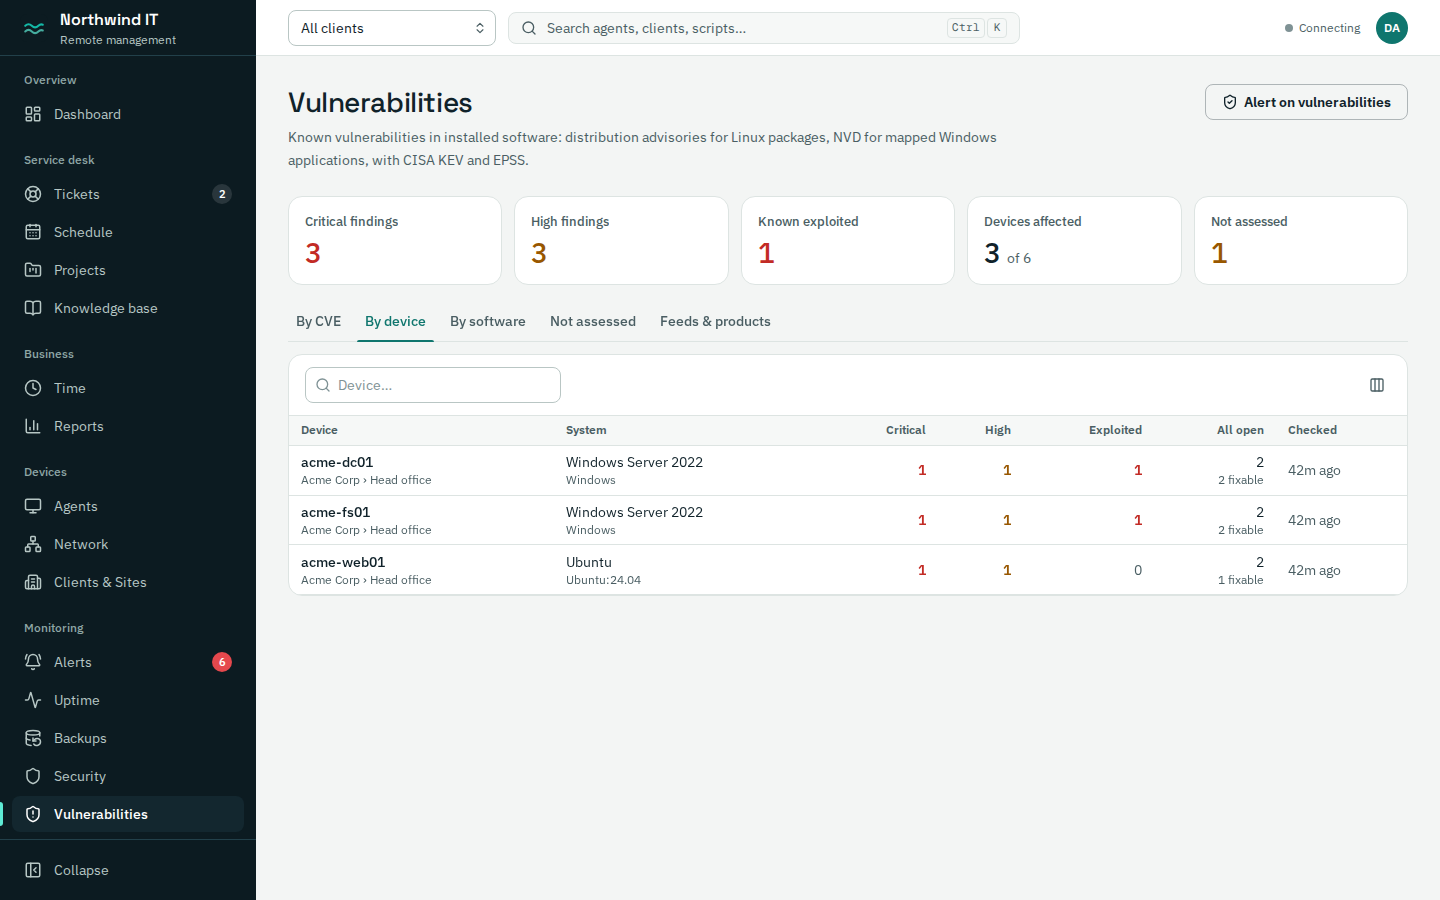 Northwind IT
Remote management
Overview
Dashboard
Service desk
Tickets 2
Schedule
Projects
Knowledge base
Business
Time
Reports
Devices
Agents
Network
Clients & Sites
Monitoring
Alerts 6
Uptime
Backups
Security
Vulnerabilities
Collapse
All clients
Search agents, clients, scripts... Ctrl K
Connecting DA
Vulnerabilities
Alert on vulnerabilities
Known vulnerabilities in installed software: distribution advisories for Linux packages, NVD for mapped Windows
applications, with CISA KEV and EPSS.
Critical findings
3
High findings
3
Known exploited
1
Devices affected
3 of 6
Not assessed
1
By CVE By device By software Not assessed Feeds & products
Device...
Device System Critical High Exploited All open Checked
acme-dc01 Windows Server 2022 1 1 1 2 42m ago
Acme Corp › Head office Windows 2 fixable
acme-fs01 Windows Server 2022 1 1 1 2 42m ago
Acme Corp › Head office Windows 2 fixable
acme-web01 Ubuntu 1 1 0 2 42m ago
Acme Corp › Head office Ubuntu:24.04 1 fixable